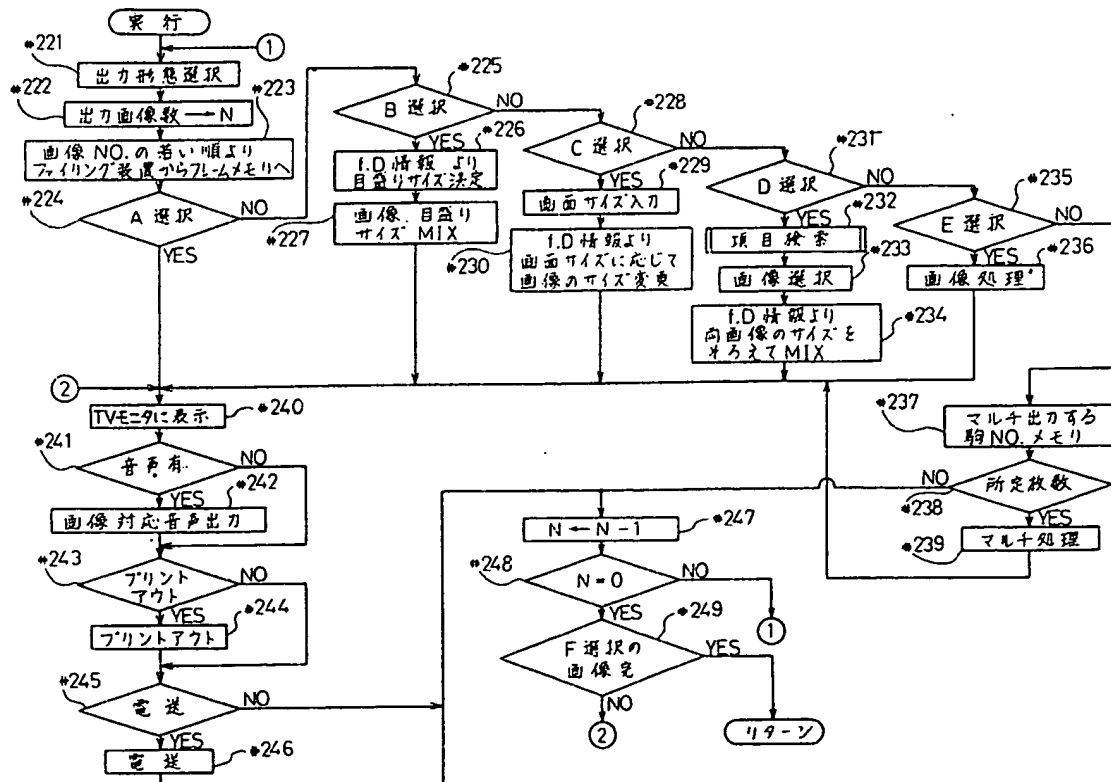 実行
①
*221
出力形態選択
*222
出力画像数→N
*223
画像NO.の若い順より
ファイリング装置からフレームメモリへ
*224
A選択
NO
YES
*225
B選択
NO
YES
*226
I.D情報より
目盛りサイズ決定
*227
画像、目盛り
サイズMIX
*228
C選択
NO
YES
*229
画面サイズ入力
*230
I.D情報より
画面サイズに応じて
画像のサイズ変更
*231
D選択
NO
YES
*232
項目検索
*233
画像選択
*234
I.D情報より
両画像のサイズを
そろえてMIX
*235
E選択
NO
YES
*236
画像処理
*237
マルチ出力する
駒NO.メモリ
*238
所定枚数
NO
YES
*239
マルチ処理
②
*240
TVモニタに表示
*241
音声有
NO
YES
*242
画像対応音声出力
*243
プリント
アウト
NO
YES
*244
プリントアウト
*245
電送
NO
YES
*246
電送
*247
N←N-1
*248
N=0
NO
YES
①
*249
F選択の
画像完
YES
NO
②
リターン